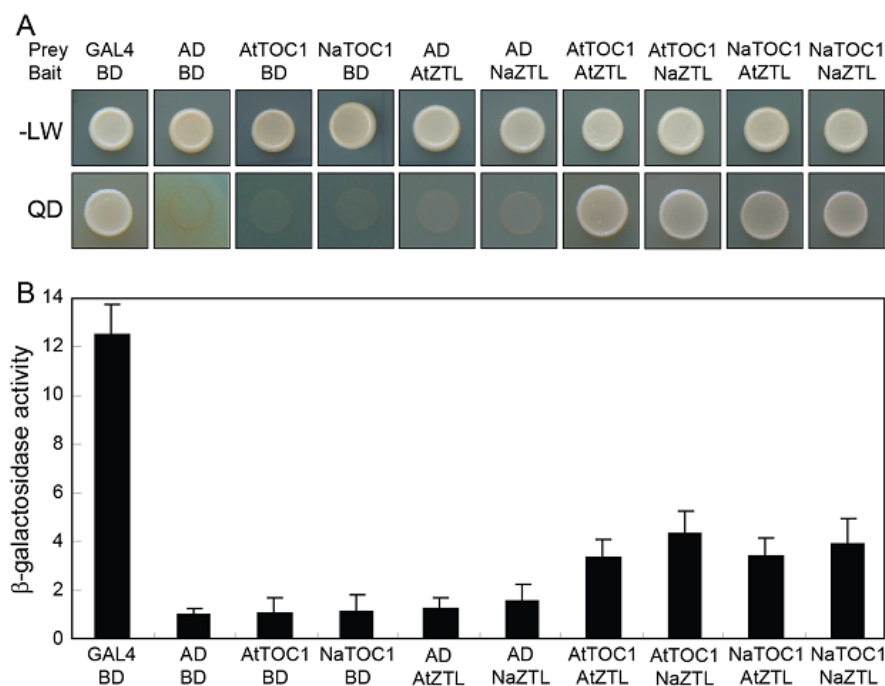 A
Prey GAL4 AD AtTOC1 NaTOC1 AD AD AtTOC1 AtTOC1 NaTOC1 NaTOC1
Bait BD BD BD BD AtZTL NaZTL AtZTL NaZTL AtZTL NaZTL
-LW
QD
B
14
12
10
8
6
4
2
0
β-galactosidase activity
GAL4 AD AtTOC1 NaTOC1 AD AD AtTOC1 AtTOC1 NaTOC1 NaTOC1
BD BD BD BD AtZTL NaZTL AtZTL NaZTL AtZTL NaZTL